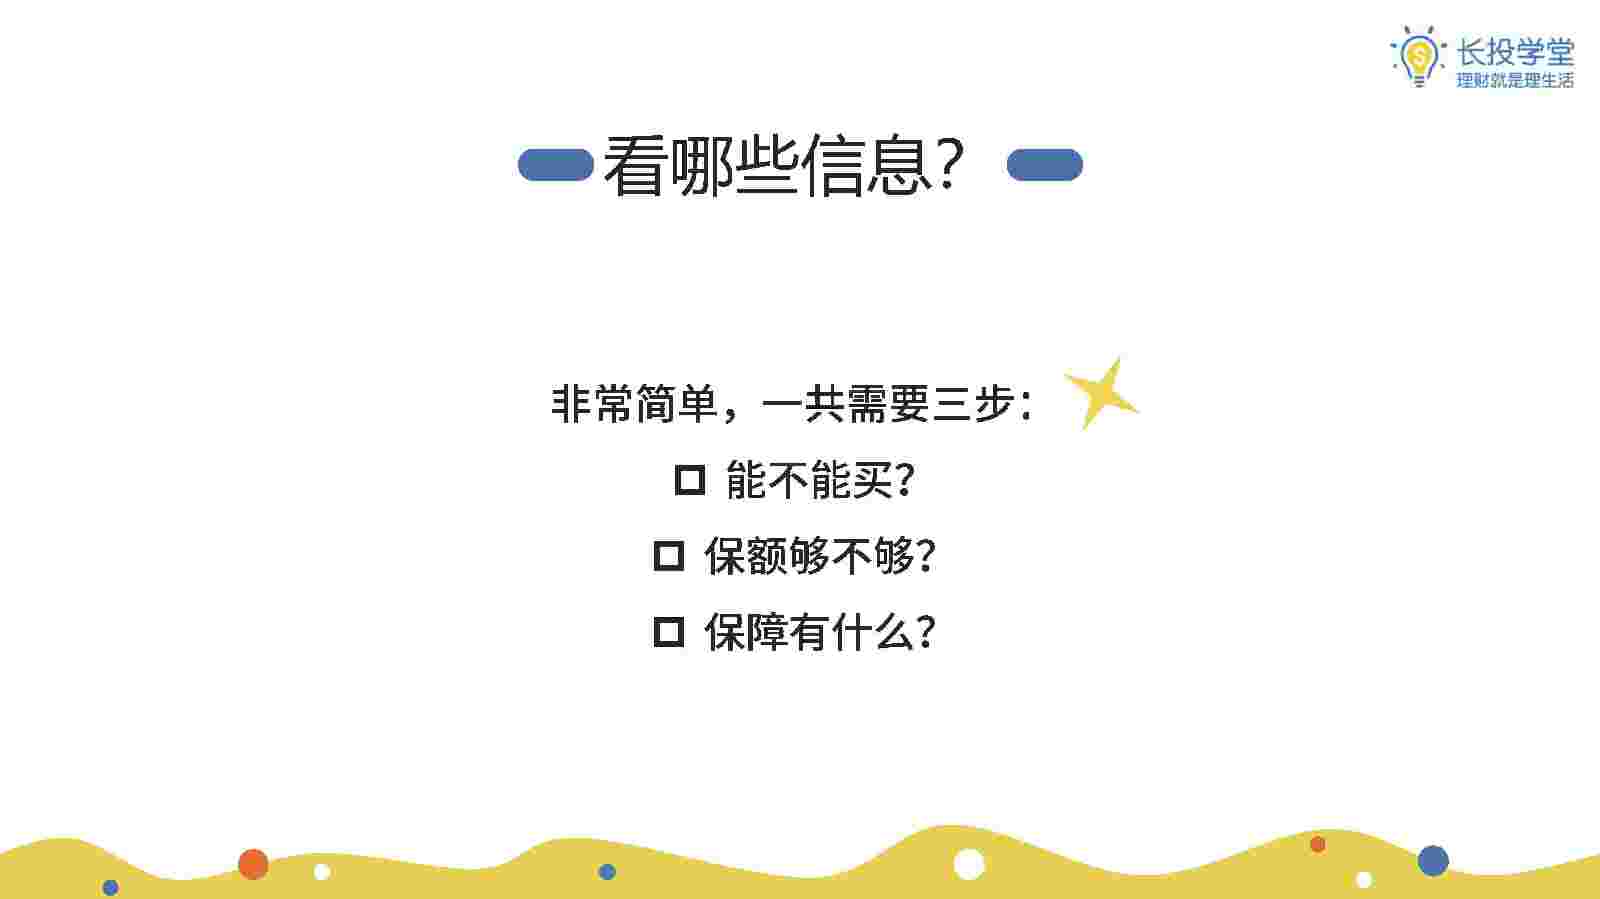 长投学堂
理财就是理生活
看哪些信息？
非常简单，一共需要三步：
能不能买？
保额够不够？
保障有什么？